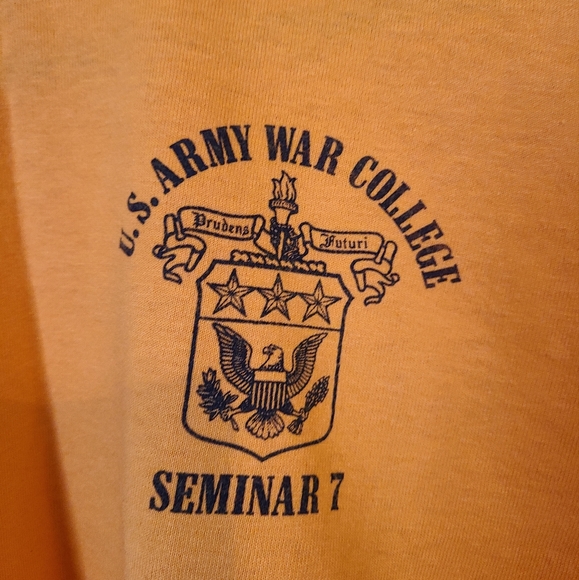 U. S. ARMY WAR COLLEGE
Prudens Futuri
SEMINAR 7